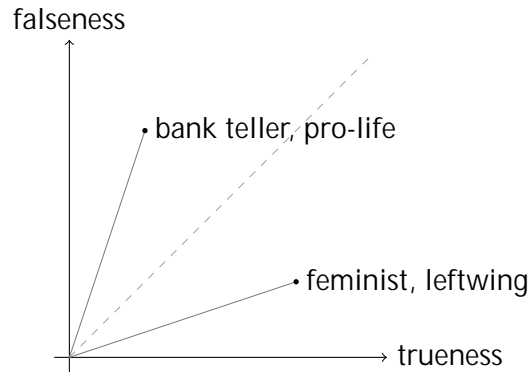 falseness
bank teller, pro-life
feminist, leftwing
trueness